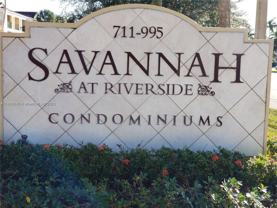 711-995
SAVANNAH
AT RIVERSIDE
CONDOMINIUMS